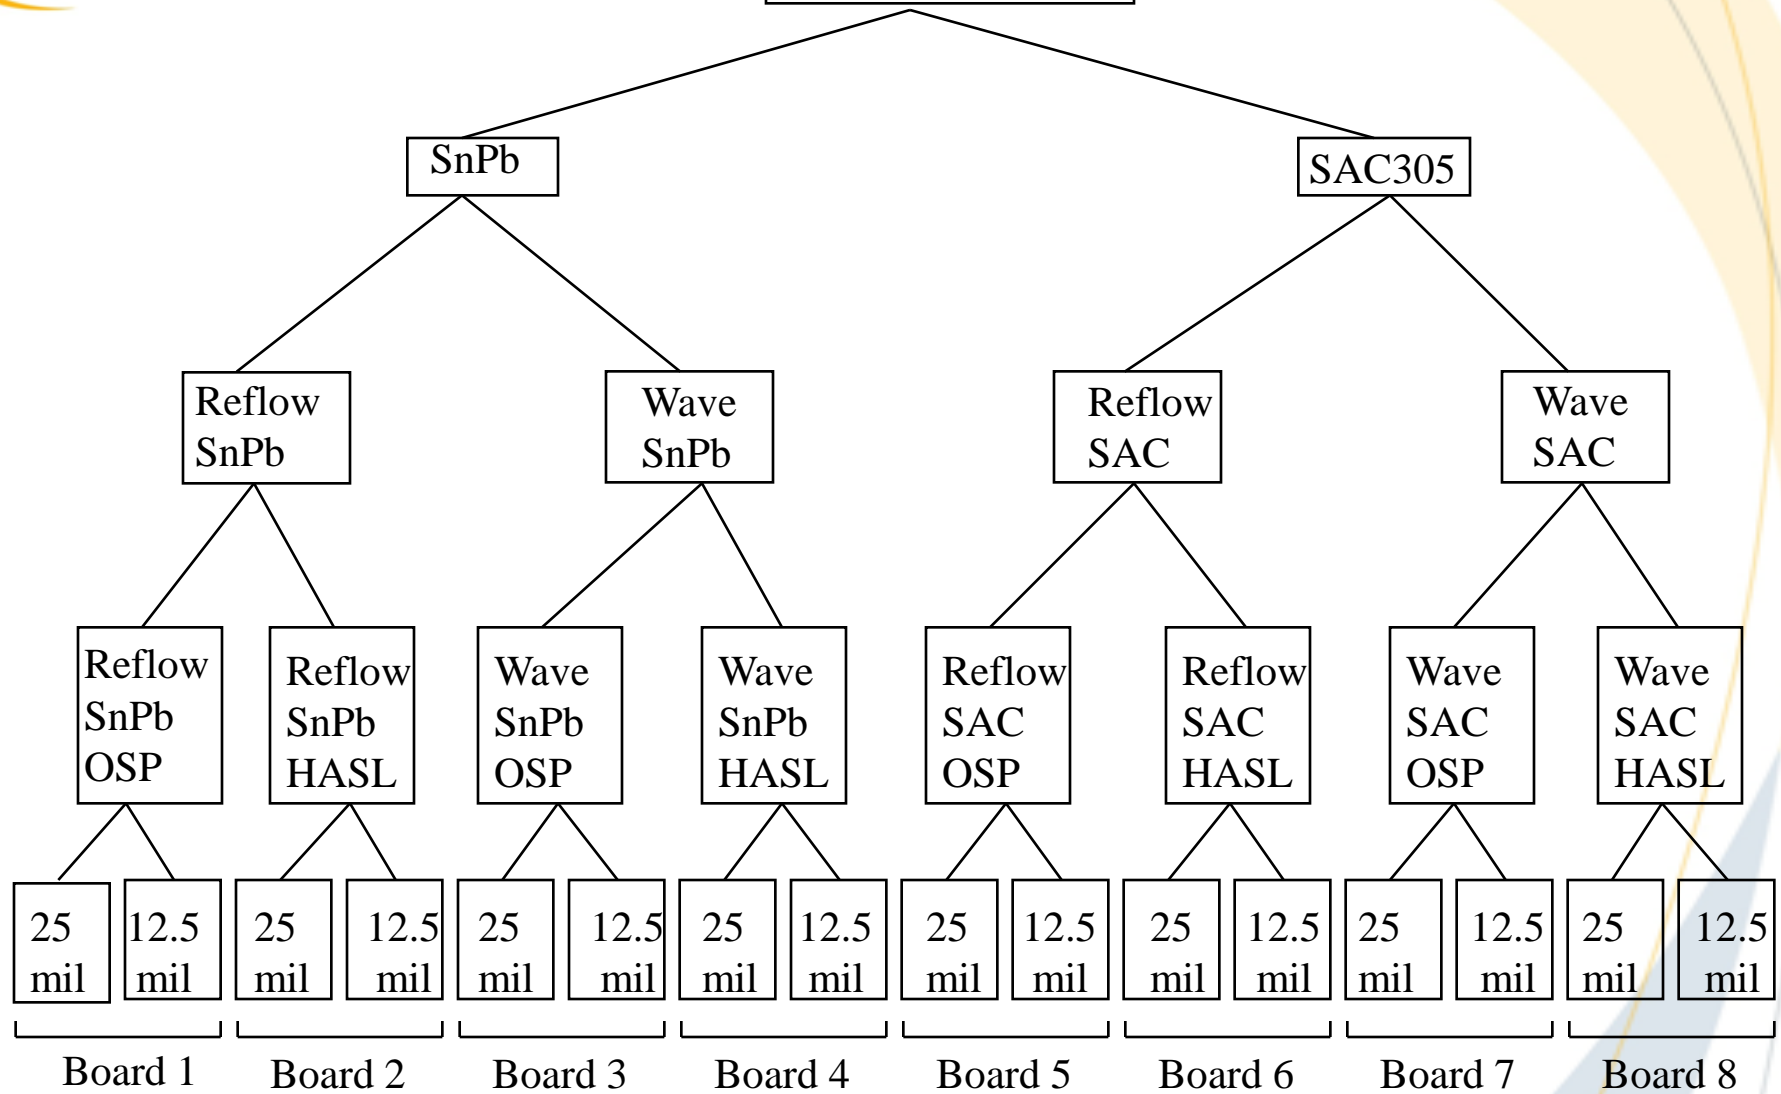 SnPb
SAC305
Reflow
SnPb
Wave
SnPb
Reflow
SAC
Wave
SAC
Reflow
SnPb
OSP
Reflow
SnPb
HASL
Wave
SnPb
OSP
Wave
SnPb
HASL
Reflow
SAC
OSP
Reflow
SAC
HASL
Wave
SAC
OSP
Wave
SAC
HASL
25
mil
12.5
mil
25
mil
12.5
mil
25
mil
12.5
mil
25
mil
12.5
mil
25
mil
12.5
mil
25
mil
12.5
mil
25
mil
12.5
mil
25
mil
12.5
mil
Board 1
Board 2
Board 3
Board 4
Board 5
Board 6
Board 7
Board 8